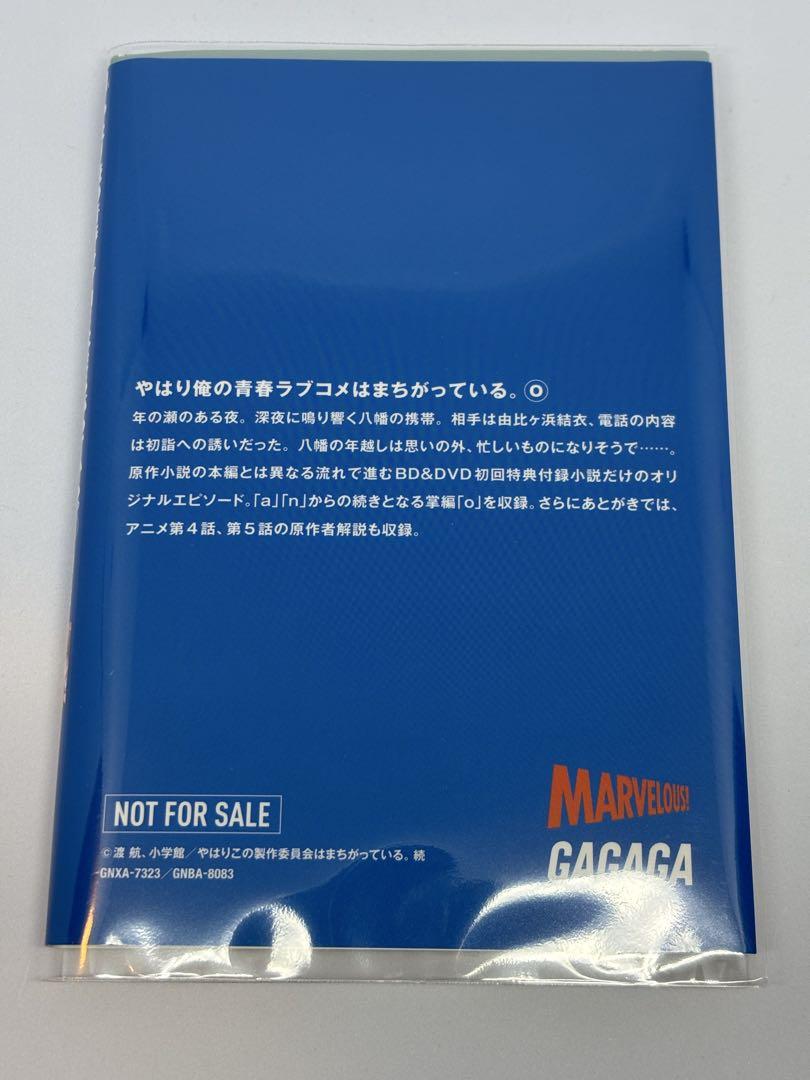 やはり俺の青春ラブコメはまちがっている。ⓞ
年の瀬のある夜。深夜に鳴り響く八幡の携帯。相手は由比ヶ浜結衣、電話の内容
は初詣への誘いだった。八幡の年越しは思いの外、忙しいものになりそうで……。
原作小説の本編とは異なる流れで進むBD&DVD初回特典付録小説だけのオリ
ジナルエピソード。「a」「n」からの続きとなる掌編「o」を収録。さらにあとがきでは、
アニメ第4話、第5話の原作者解説も収録。
NOT FOR SALE
MARVELOUS!
GAGAGA
©渡 航、小学館／やはりこの製作委員会はまちがっている。続
GNXA-7323／GNBA-8083